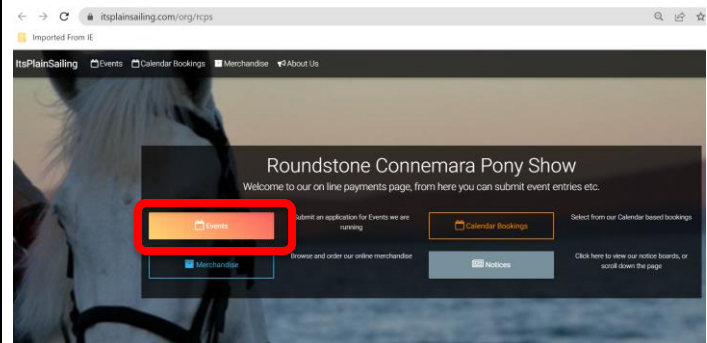 itsplainsailing.com/org/rcps
Imported From IE
ItsPlainSailing Events Calendar Bookings Merchandise About Us
Roundstone Connemara Pony Show
Welcome to our on line payments page, from here you can submit event entries etc.
Events
Submit an application for Events we are
running
Calendar Bookings
Select from our Calendar based bookings
Merchandise
Browse and order our online merchandise
Notices
Click here to view our notice boards, or
scroll down the page